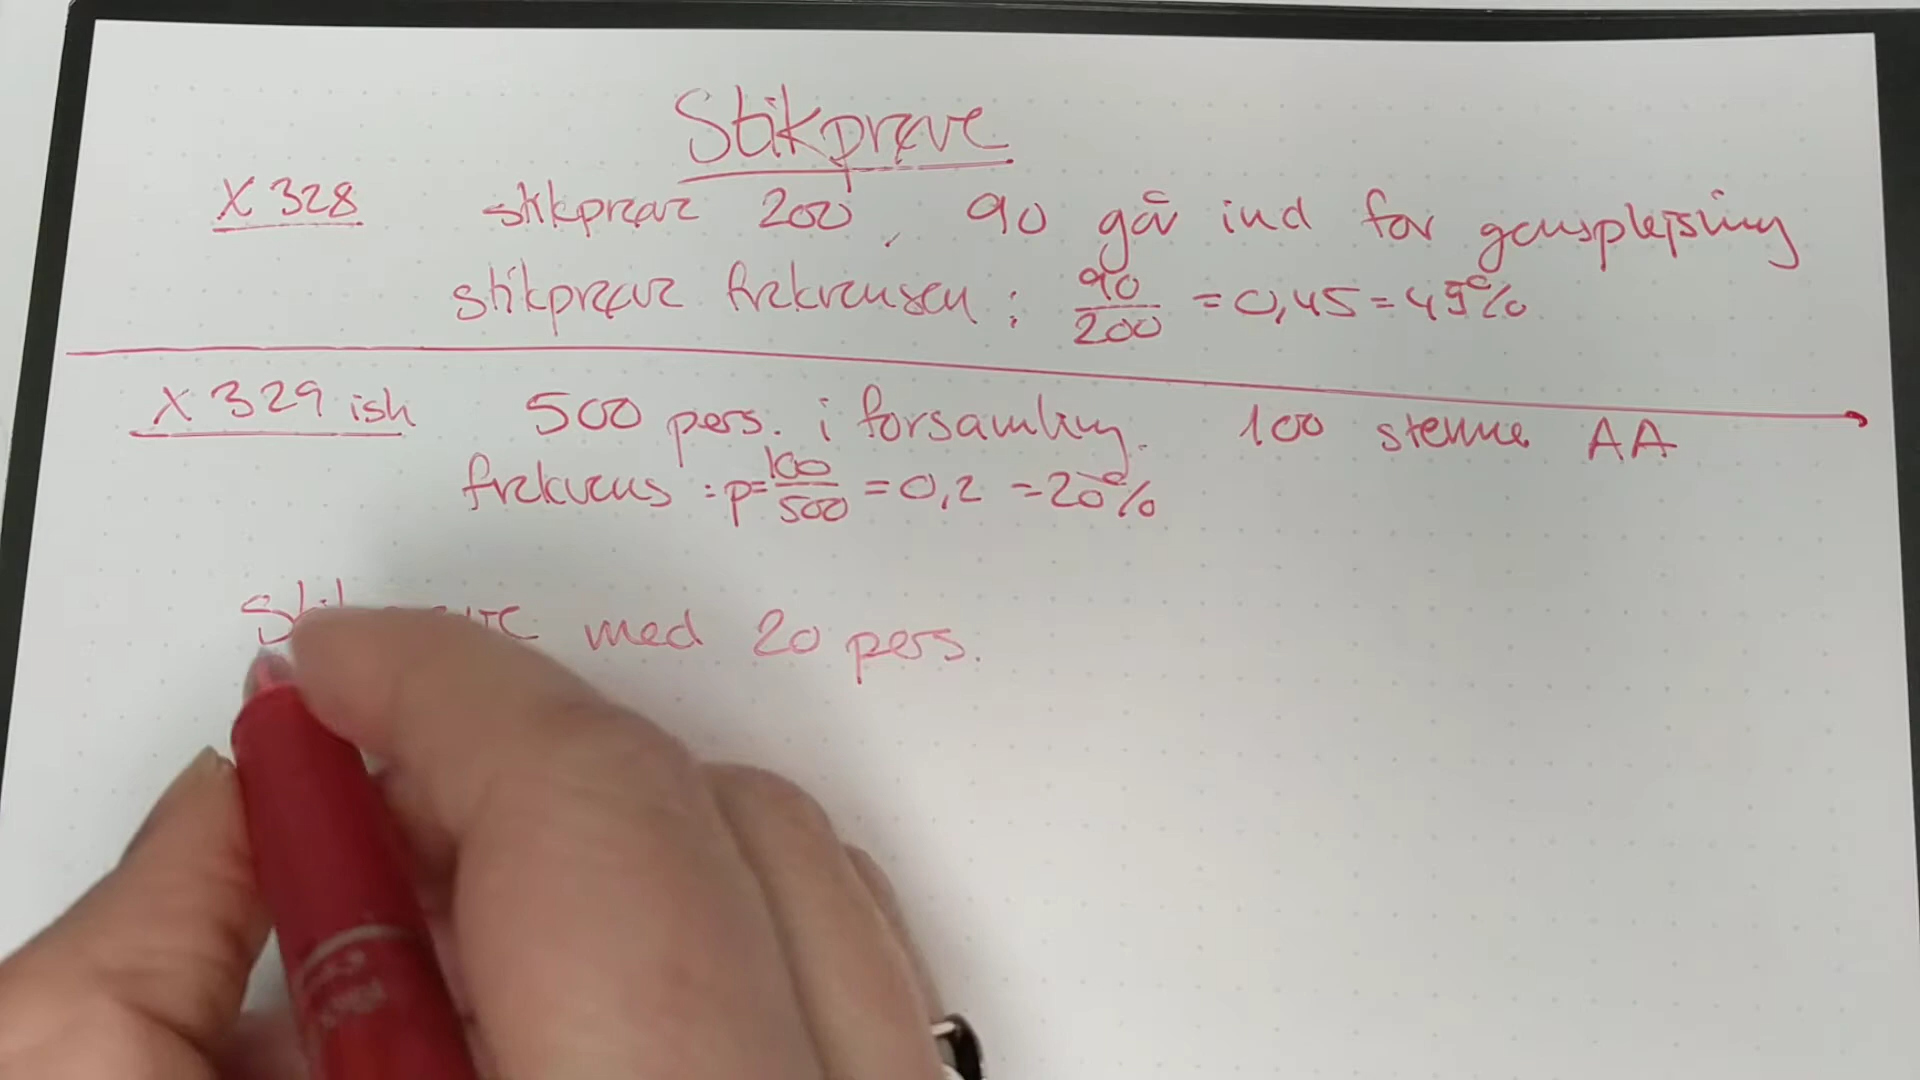 Stikprøve
X 328 stikprøve 200, 90 går ind for gensplejsning
stikprøve frekvensen : 90/200 = 0,45 = 45%
X 329 ish 500 pers. i forsamling. 100 stemme AA
frekvens : p = 100/500 = 0,2 = 20%
med 20 pers.